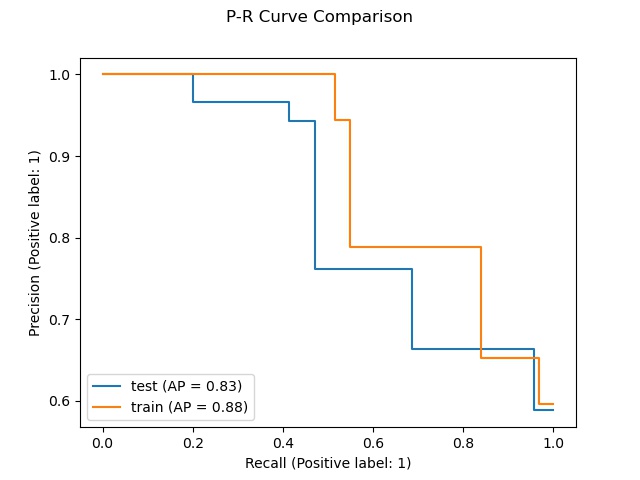 P-R Curve Comparison
1.0
0.9
0.8
0.7
0.6
Precision (Positive label: 1)
test (AP = 0.83)
train (AP = 0.88)
0.0 0.2 0.4 0.6 0.8 1.0
Recall (Positive label: 1)